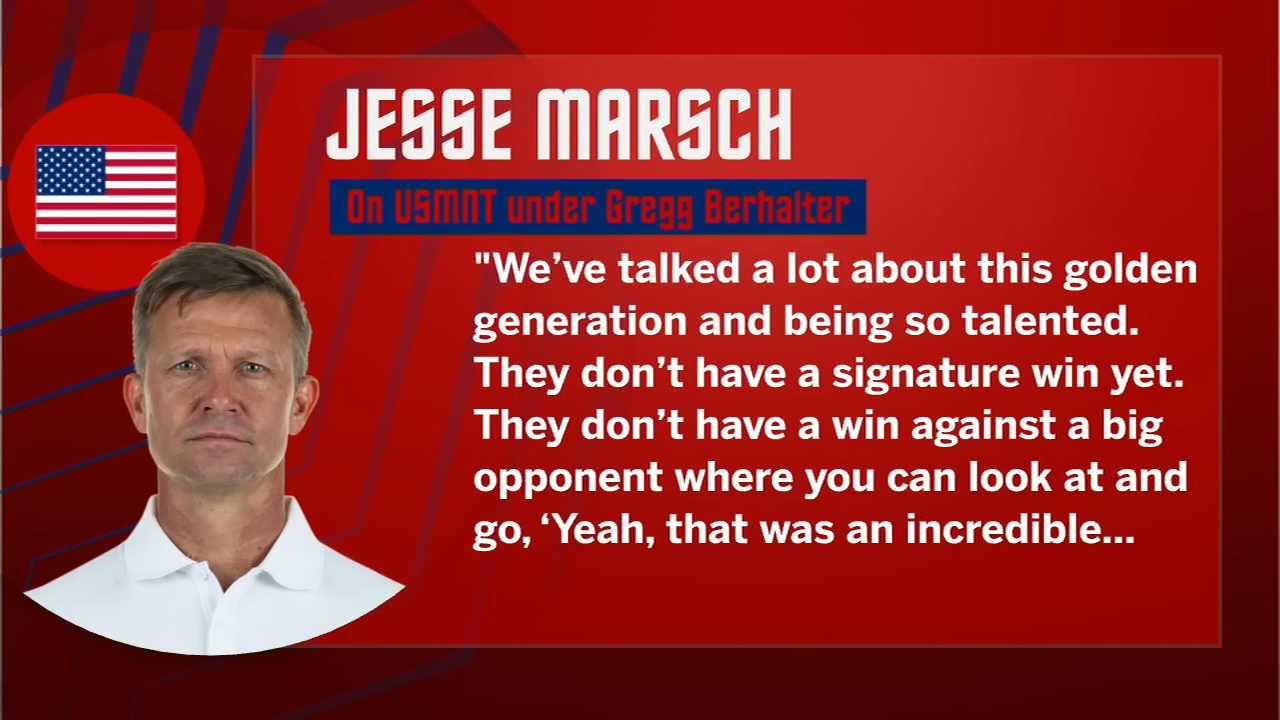 JESSE MARSCH
On USMNT under Gregg Berhalter
"We’ve talked a lot about this golden
generation and being so talented.
They don’t have a signature win yet.
They don’t have a win against a big
opponent where you can look at and
go, ‘Yeah, that was an incredible...